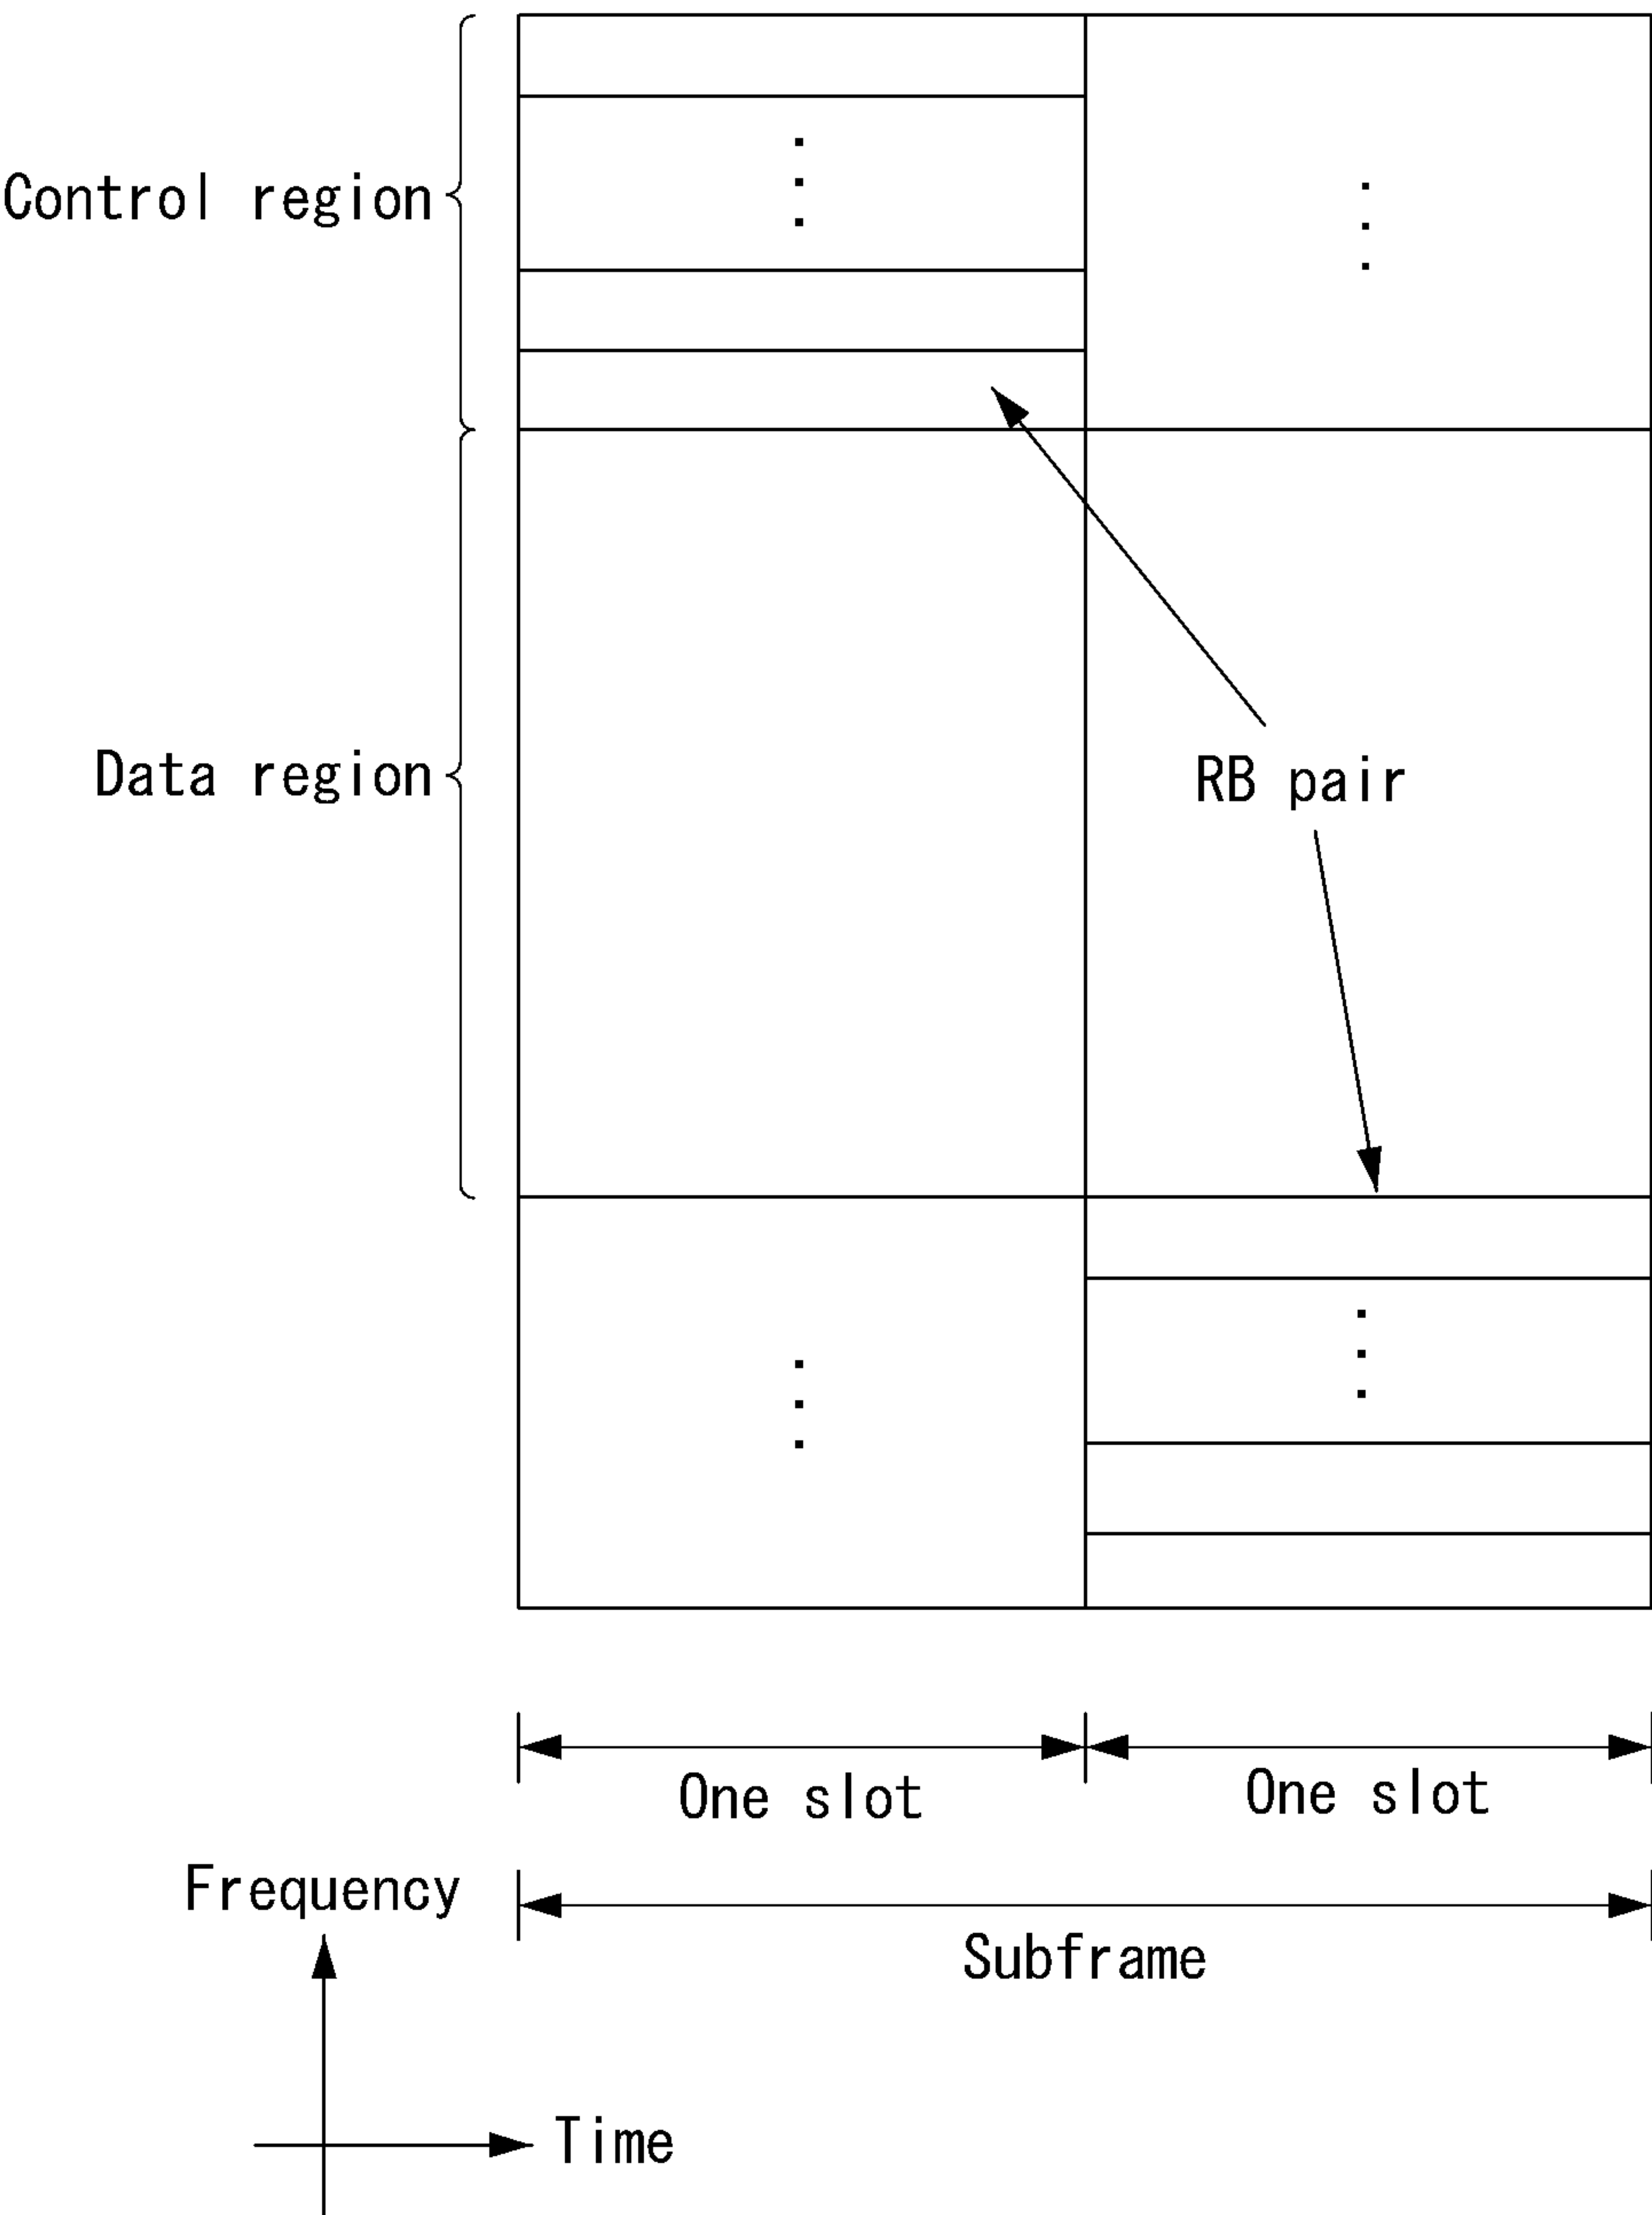 Control region
Data region
RB pair
One slot
One slot
Frequency
Subframe
Time